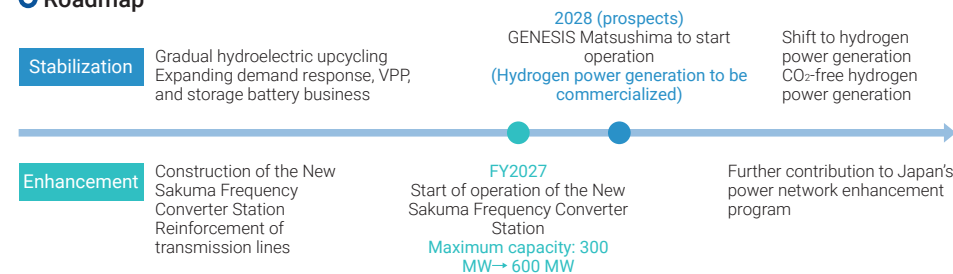 Roadmap
Stabilization
Gradual hydroelectric upcycling
Expanding demand response, VPP,
and storage battery business
2028 (prospects)
GENESIS Matsushima to start
operation
(Hydrogen power generation to be
commercialized)
Shift to hydrogen
power generation
CO₂-free hydrogen
power generation
Enhancement
Construction of the New
Sakuma Frequency
Converter Station
Reinforcement of
transmission lines
FY2027
Start of operation of the New
Sakuma Frequency Converter
Station
Maximum capacity: 300
MW→ 600 MW
Further contribution to Japan's
power network enhancement
program